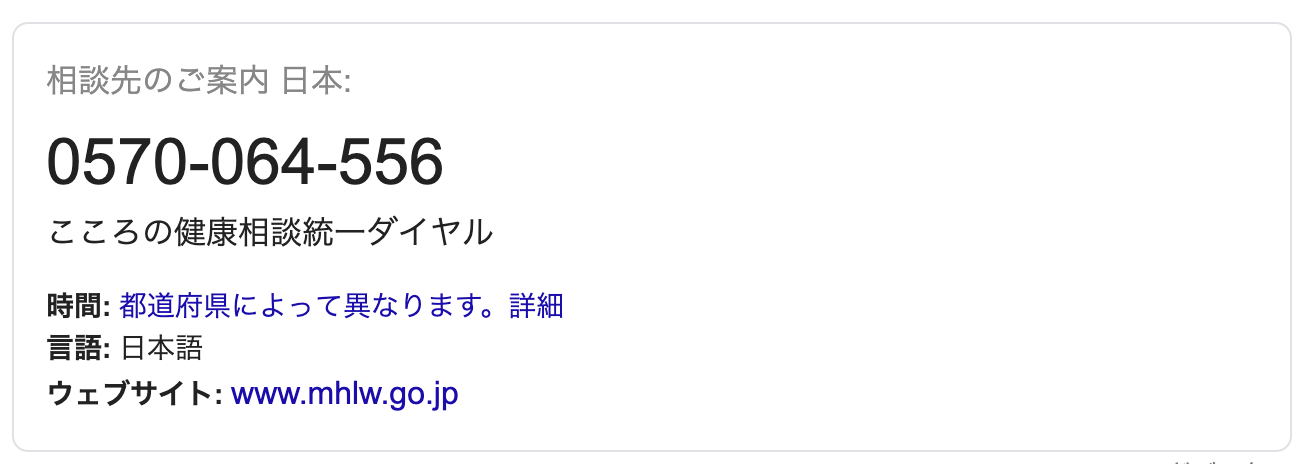 相談先のご案内 日本:
0570-064-556
こころの健康相談統一ダイヤル
時間: 都道府県によって異なります。詳細
言語: 日本語
ウェブサイト: www.mhlw.go.jp